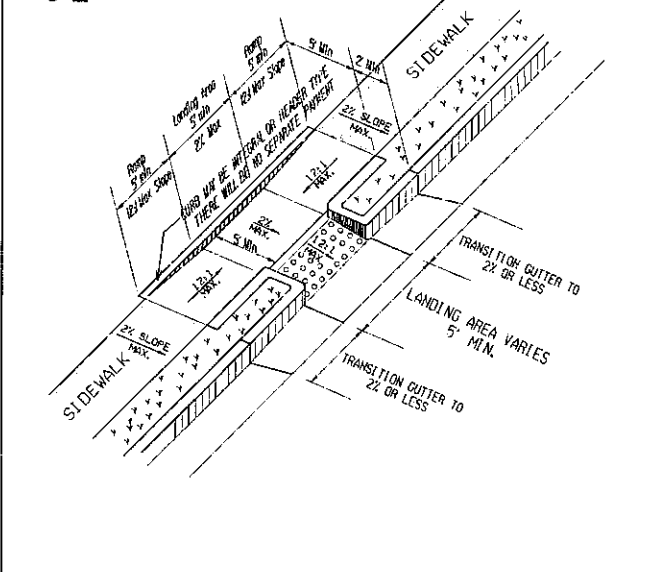 SIDEWALK
Ramp
5' min
12:1 Max Slope
Landing Area
5' min
2% Max
Ramp
5' min
12:1 Max Slope
5' Min
2' Min
CURB MAY BE INTEGRAL OR HEADER TYPE
THERE WILL BE NO SEPARATE PAYMENT
2% SLOPE
MAX.
12:1
MAX.
2%
MAX.
5' Min
12:1
MAX.
12:1
MAX.
2% SLOPE
MAX.
SIDEWALK
TRANSITION GUTTER TO
2% OR LESS
LANDING AREA VARIES
5' MIN.
TRANSITION GUTTER TO
2% OR LESS